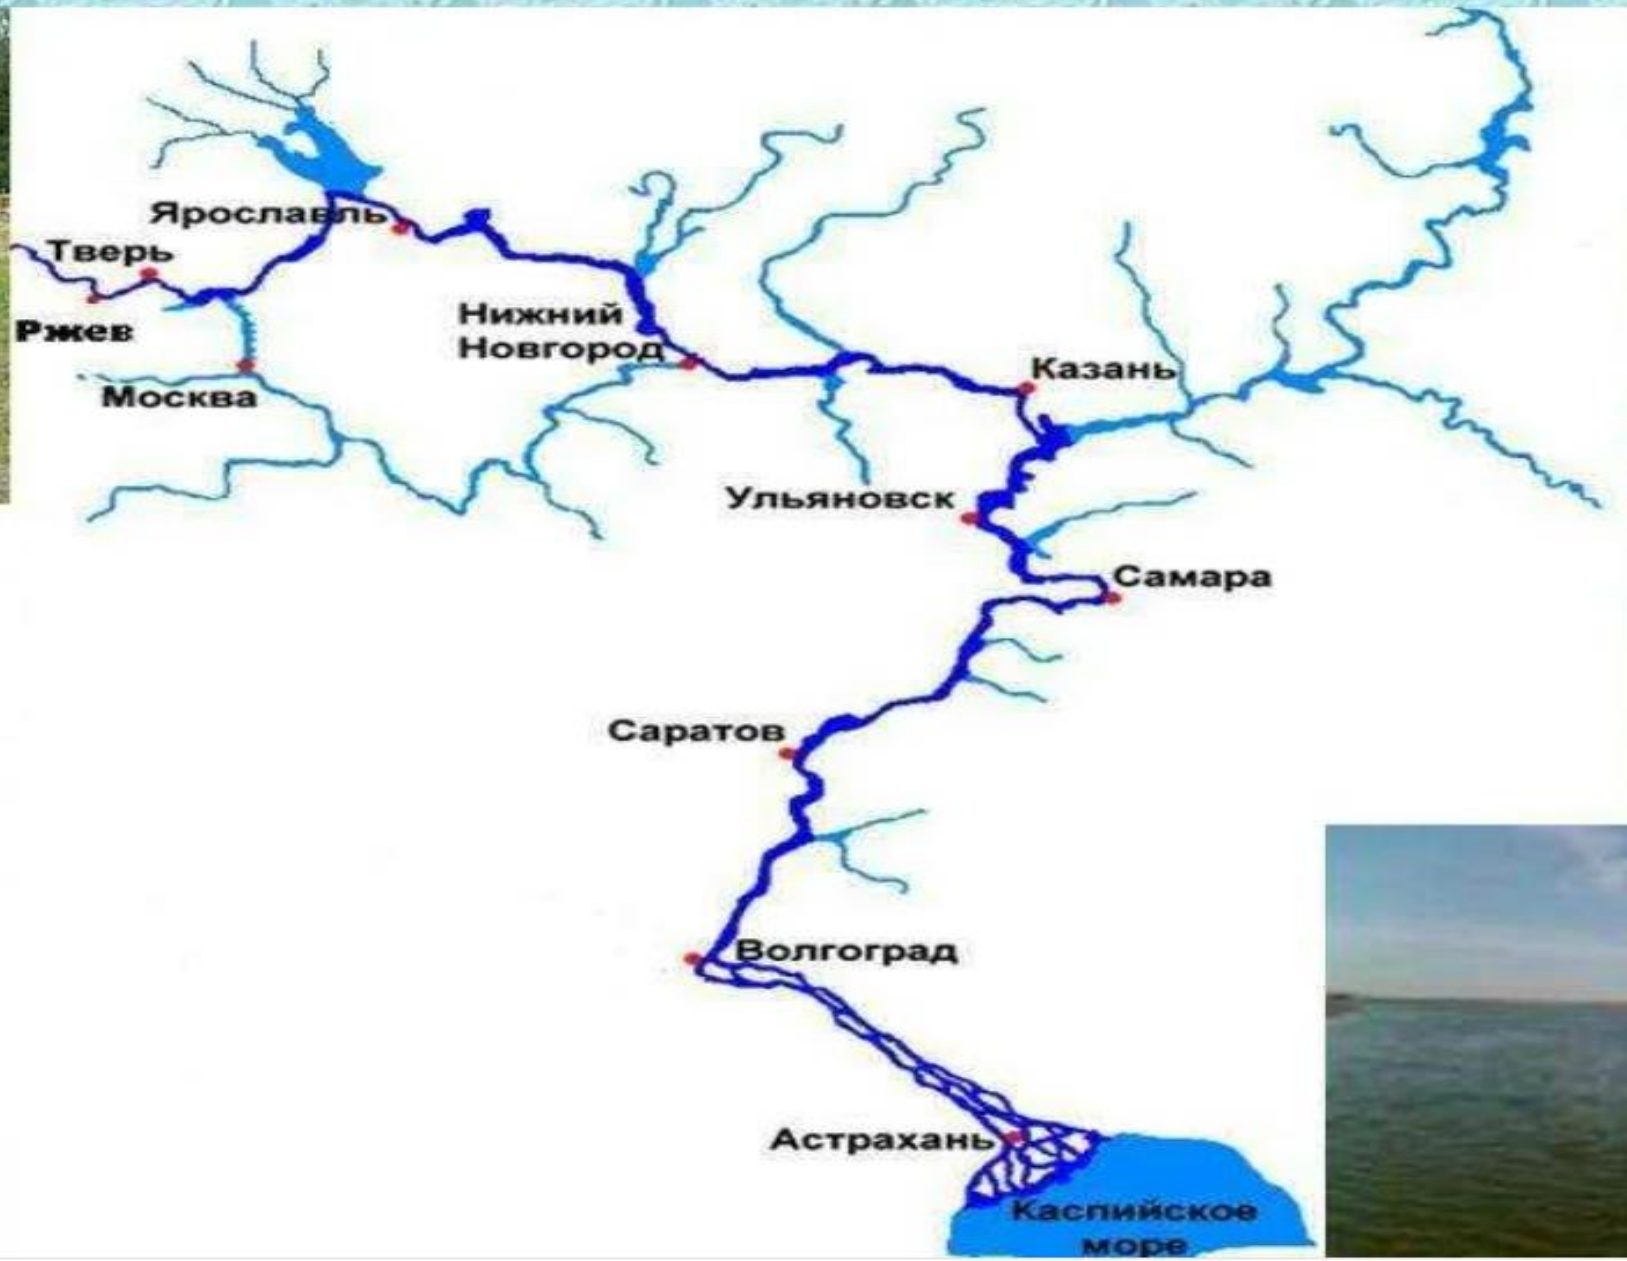 Ярославль
Тверь
Ржев
Москва
Нижний
Новгород
Казань
Ульяновск
Самара
Саратов
Волгоград
Астрахань
Каспийское
море